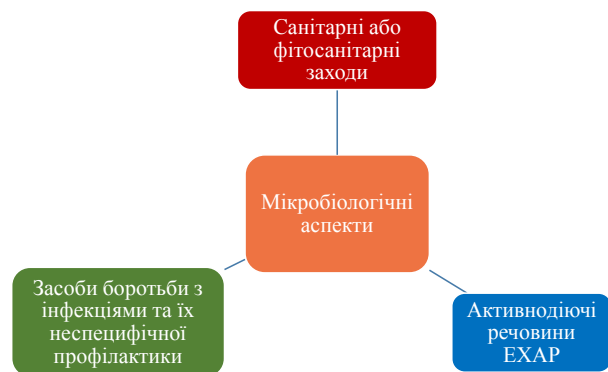 Санітарні або
фітосанітарні
заходи
Мікробіологічні
аспекти
Засоби боротьби з
інфекціями та їх
неспецифічної
профілактики
Активнодіючі
речовини
ЕХАР